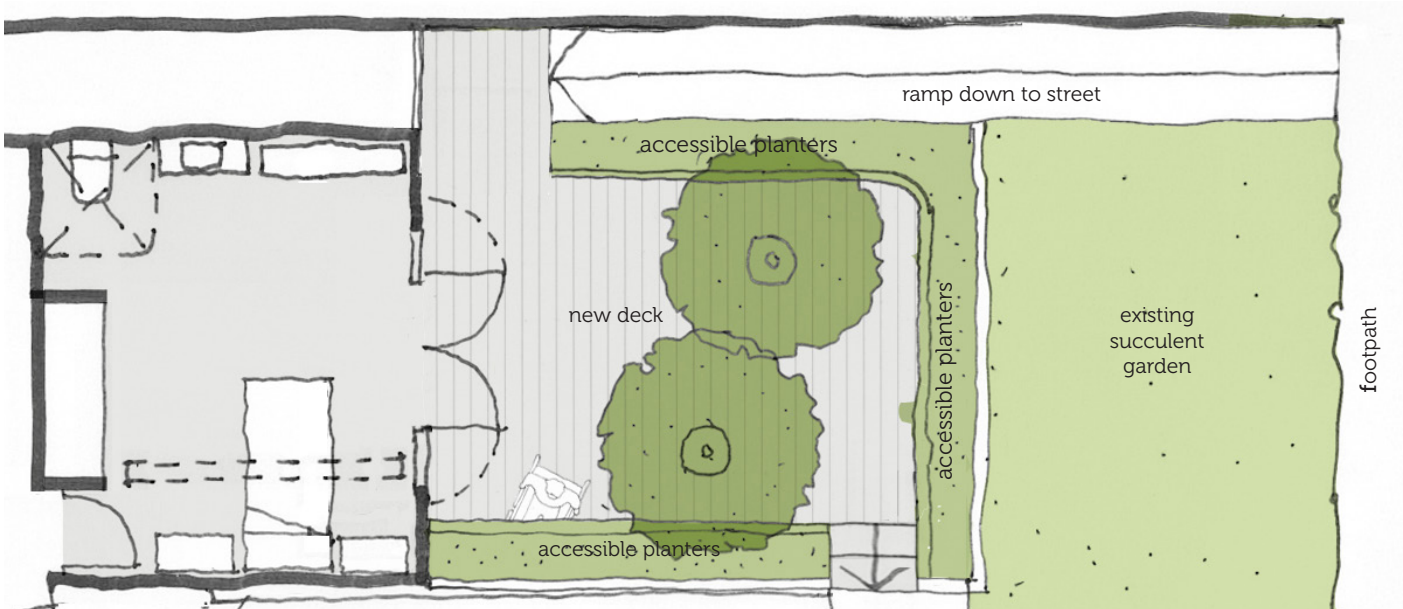 ramp down to street
accessible planters
new deck
accessible planters
existing
succulent
garden
footpath
accessible planters